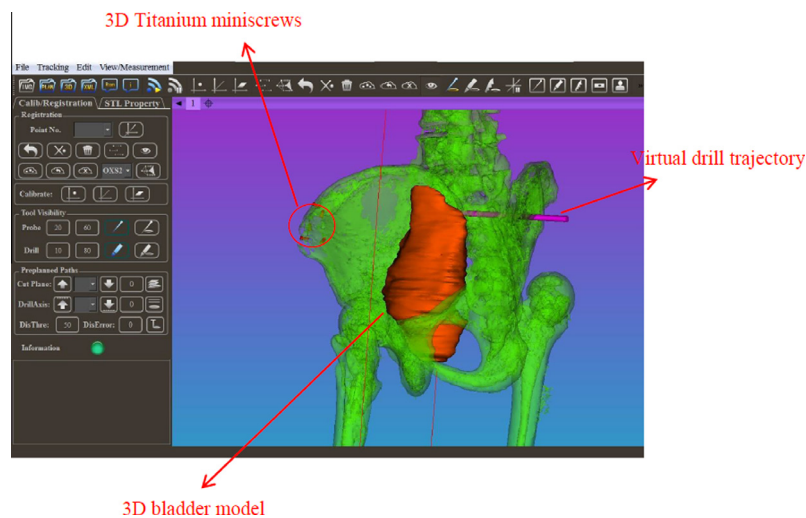 3D Titanium miniscrews
File Tracking Edit View/Measurement
Calib/Registration STL Property
1
Registration
Point No.
OXS2
Virtual drill trajectory
Calibrate:
Tool Visibility
Probe 20 60
Drill 10 80
Preplanned Paths
Cut Plane: 0
DrillAxis: 0
DisThre: 50 DisError: 0
Information
3D bladder model